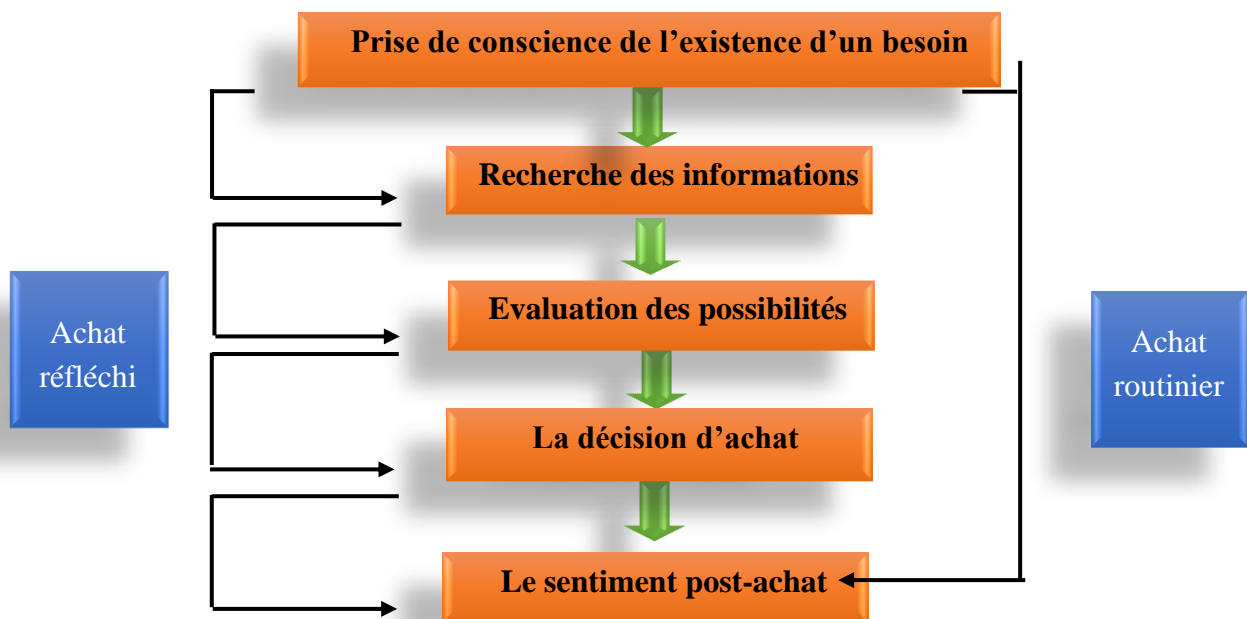 Prise de conscience de l’existence d’un besoin
Recherche des informations
Evaluation des possibilités
Achat
réfléchi
Achat
routinier
La décision d’achat
Le sentiment post-achat